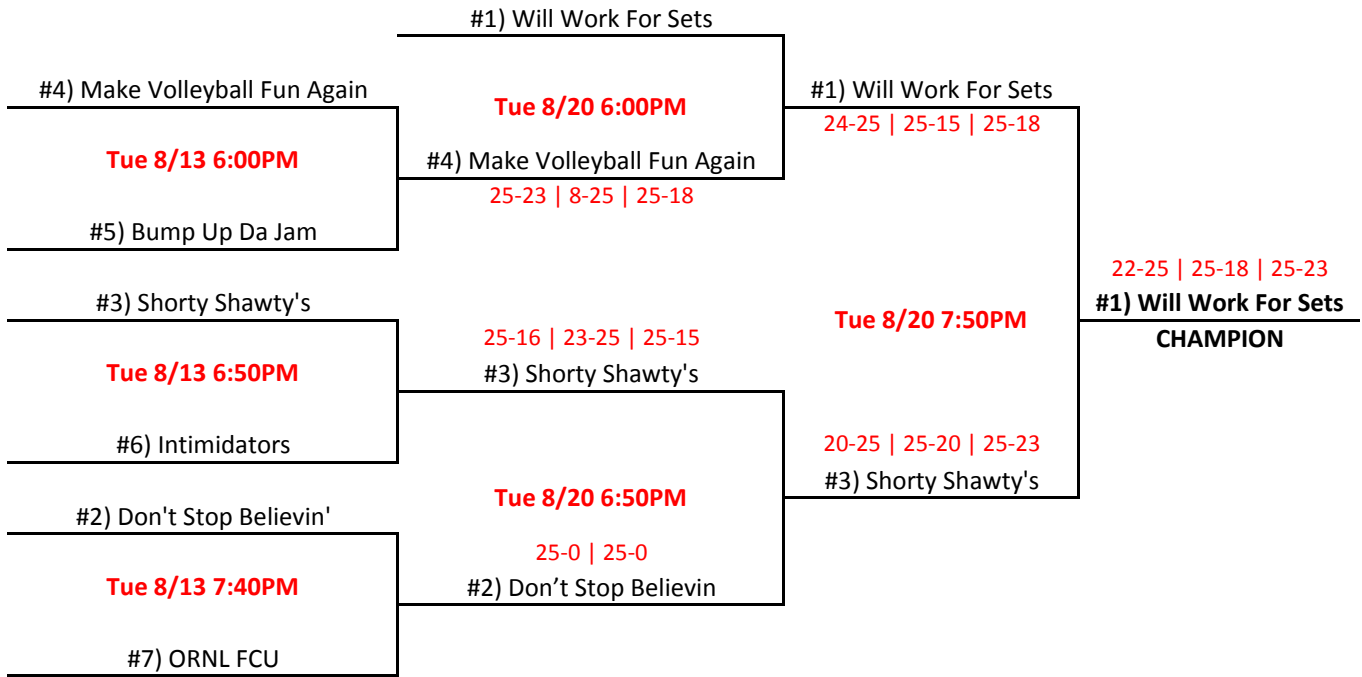 #1) Will Work For Sets
#4) Make Volleyball Fun Again
Tue 8/20 6:00PM
#1) Will Work For Sets
24-25 | 25-15 | 25-18
Tue 8/13 6:00PM
#4) Make Volleyball Fun Again
25-23 | 8-25 | 25-18
#5) Bump Up Da Jam
22-25 | 25-18 | 25-23
#1) Will Work For Sets
CHAMPION
#3) Shorty Shawty's
Tue 8/20 7:50PM
25-16 | 23-25 | 25-15
#3) Shorty Shawty's
Tue 8/13 6:50PM
#6) Intimidators
20-25 | 25-20 | 25-23
#3) Shorty Shawty's
Tue 8/20 6:50PM
#2) Don't Stop Believin'
25-0 | 25-0
#2) Don’t Stop Believin
Tue 8/13 7:40PM
#7) ORNL FCU